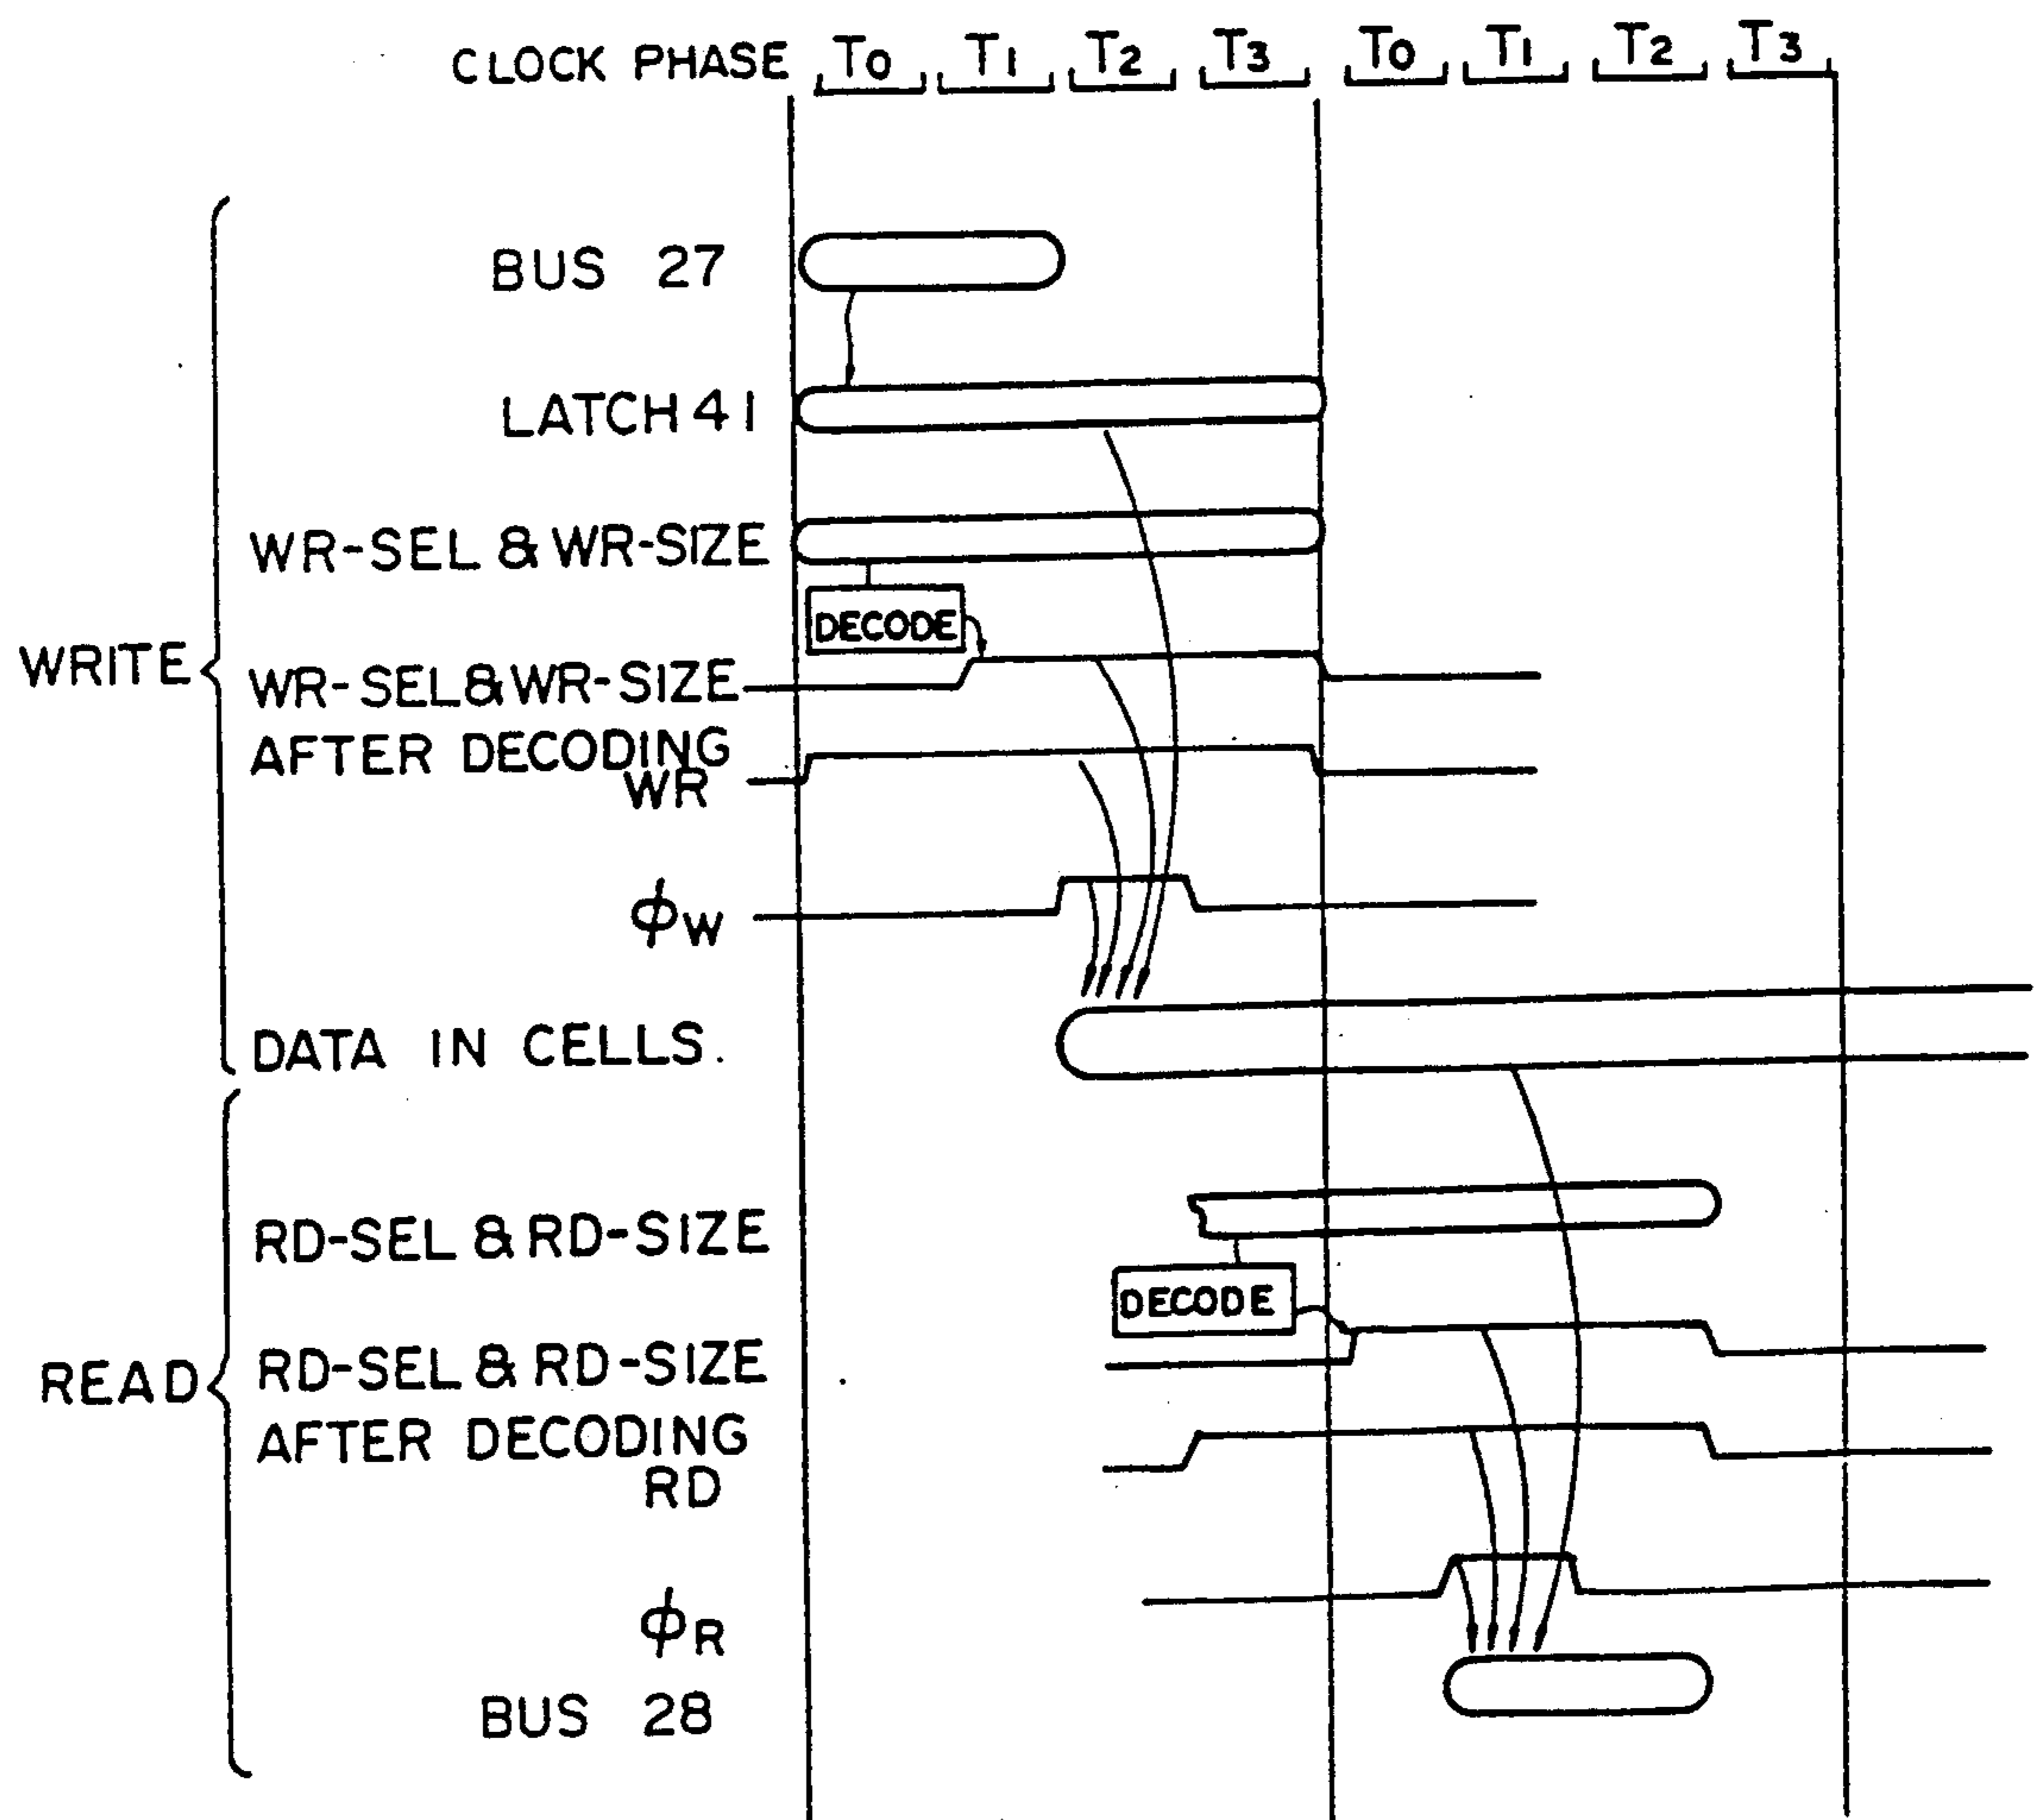 CLOCK PHASE T0 T1 T2 T3 T0 T1 T2 T3
BUS 27
LATCH 41
WR-SEL & WR-SIZE
DECODE
WRITE
WR-SEL & WR-SIZE
AFTER DECODING
WR
ϕW
DATA IN CELLS.
RD-SEL & RD-SIZE
DECODE
READ
RD-SEL & RD-SIZE
AFTER DECODING
RD
ϕR
BUS 28